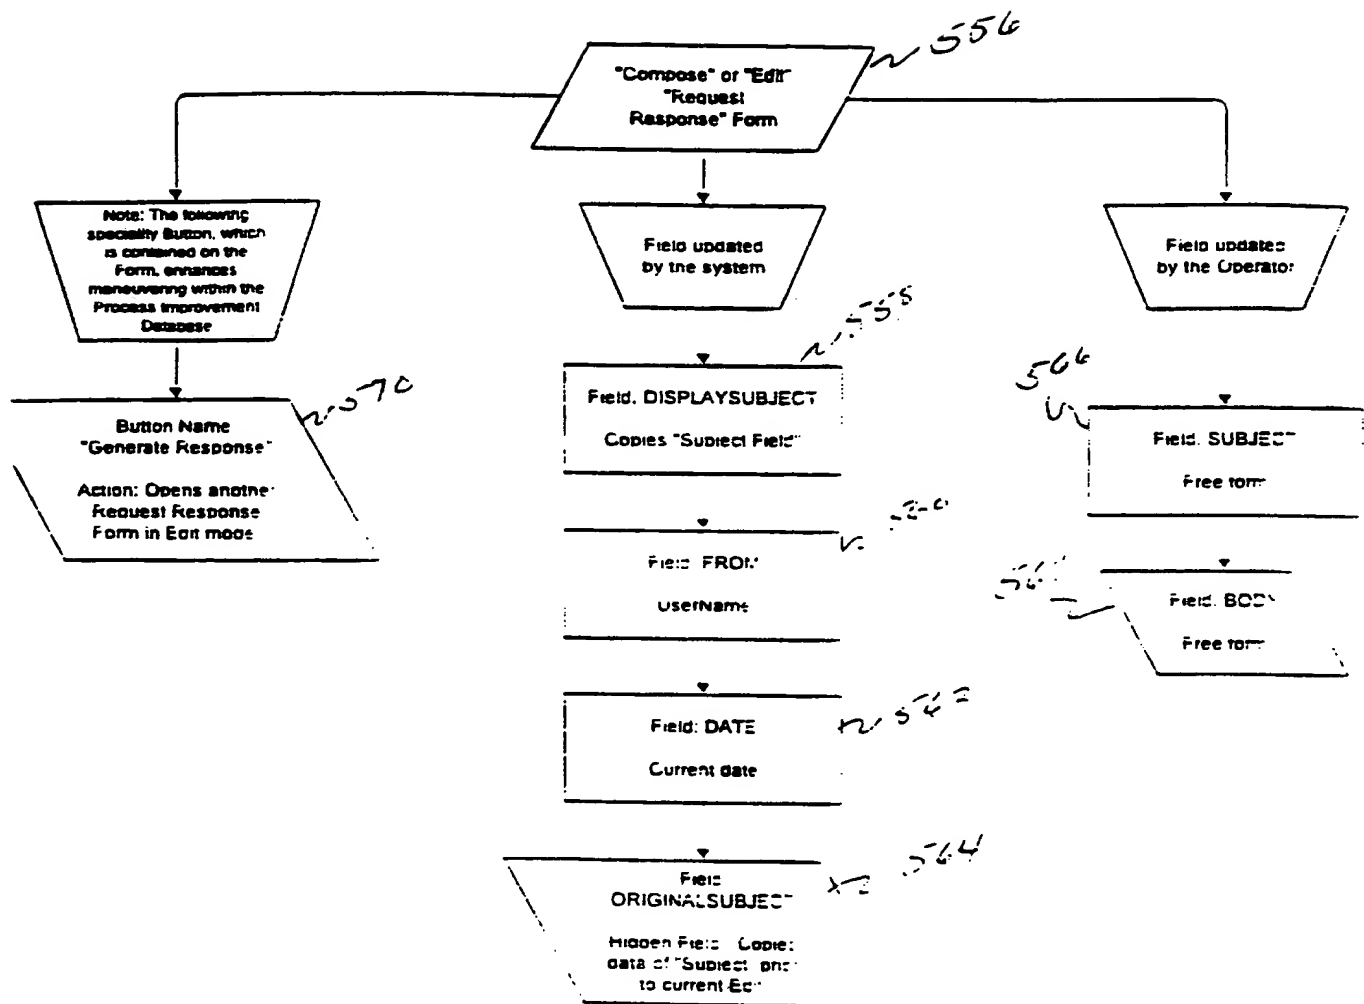 556
"Compose" or "Edit"
"Request
Response" Form
Note: The following
speciality Button, which
is contained on the
Form, enhances
maneuvering within the
Process Improvement
Database
Field updated
by the system
Field updated
by the Operator
570
Button Name
"Generate Response"
Action: Opens another
Request Response
Form in Edit mode
558
Field. DISPLAYSUBJECT
Copies "Subject Field"
Field. FROM
UserName
562
Field: DATE
Current date
564
Field
ORIGINALSUBJECT
Hidden Field Copies
data of "Subject prior
to current Edit
566
Field. SUBJECT
Free form
Field. BODY
Free form